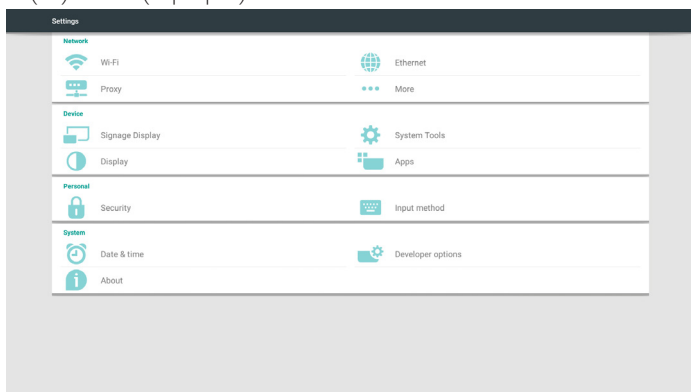 Settings
Network
Wi-Fi
Ethernet
Proxy
More
Device
Signage Display
System Tools
Display
Apps
Personal
Security
Input method
System
Date & time
Developer options
About